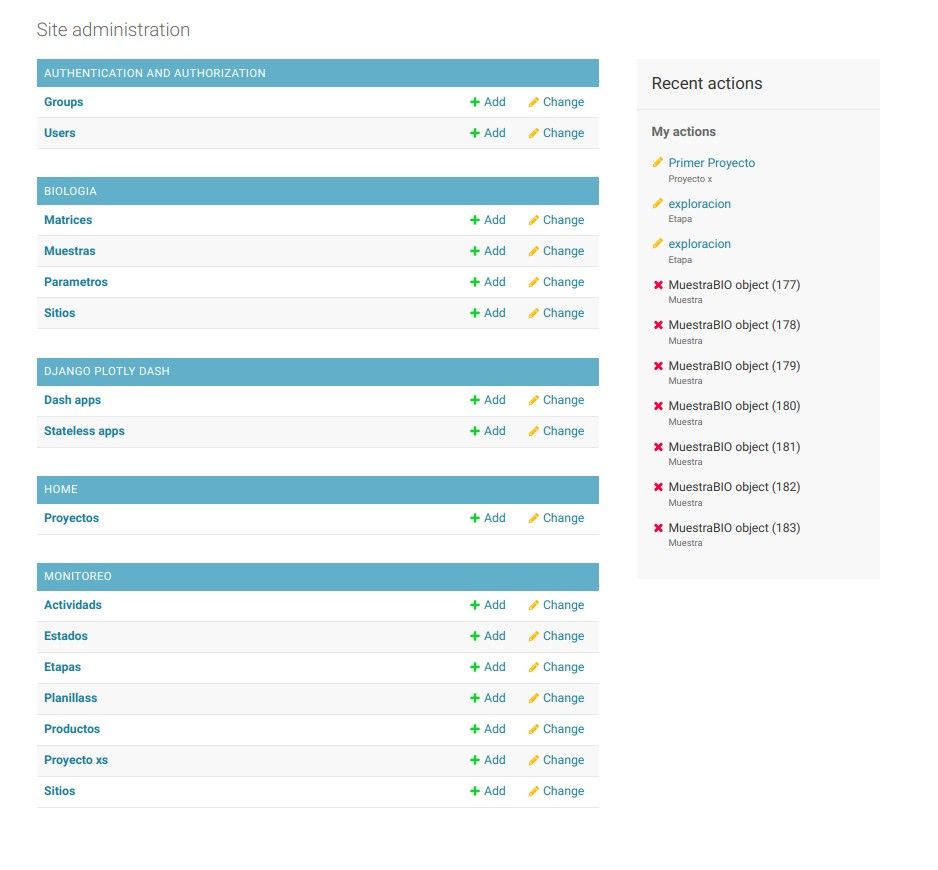 Site administration
AUTHENTICATION AND AUTHORIZATION
Groups Add Change
Users Add Change
BIOLOGIA
Matrices Add Change
Muestras Add Change
Parametros Add Change
Sitios Add Change
DJANGO PLOTLY DASH
Dash apps Add Change
Stateless apps Add Change
HOME
Proyectos Add Change
MONITOREO
Actividads Add Change
Estados Add Change
Etapas Add Change
Planillass Add Change
Productos Add Change
Proyecto xs Add Change
Sitios Add Change
Recent actions
My actions
Primer Proyecto
Proyecto x
exploracion
Etapa
exploracion
Etapa
MuestraBIO object (177)
Muestra
MuestraBIO object (178)
Muestra
MuestraBIO object (179)
Muestra
MuestraBIO object (180)
Muestra
MuestraBIO object (181)
Muestra
MuestraBIO object (182)
Muestra
MuestraBIO object (183)
Muestra